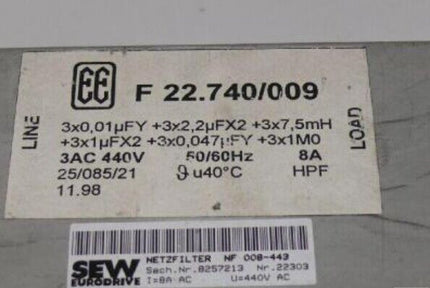 F 22.740/009
LINE
3x0,01µFY +3x2,2µFX2 +3x7,5mH
+3x1µFX2 +3x0,047µFY +3x1M0
3AC 440V 50/60Hz 8A
25/085/21 ϑu40°C HPF
11.98
LOAD
SEW
EURODRIVE
NETZFILTER NF 008-443
Sach.Nr.8257213 Nr.22303
I=8A AC U=440V AC